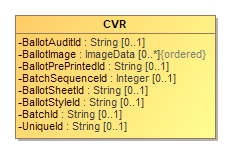 CVR
-BallotAuditId : String [0..1]
-BallotImage : ImageData [0..*]{ordered}
-BallotPrePrintedId : String [0..1]
-BatchSequenceId : Integer [0..1]
-BallotSheetId : String [0..1]
-BallotStyleId : String [0..1]
-BatchId : String [0..1]
-UniqueId : String [0..1]